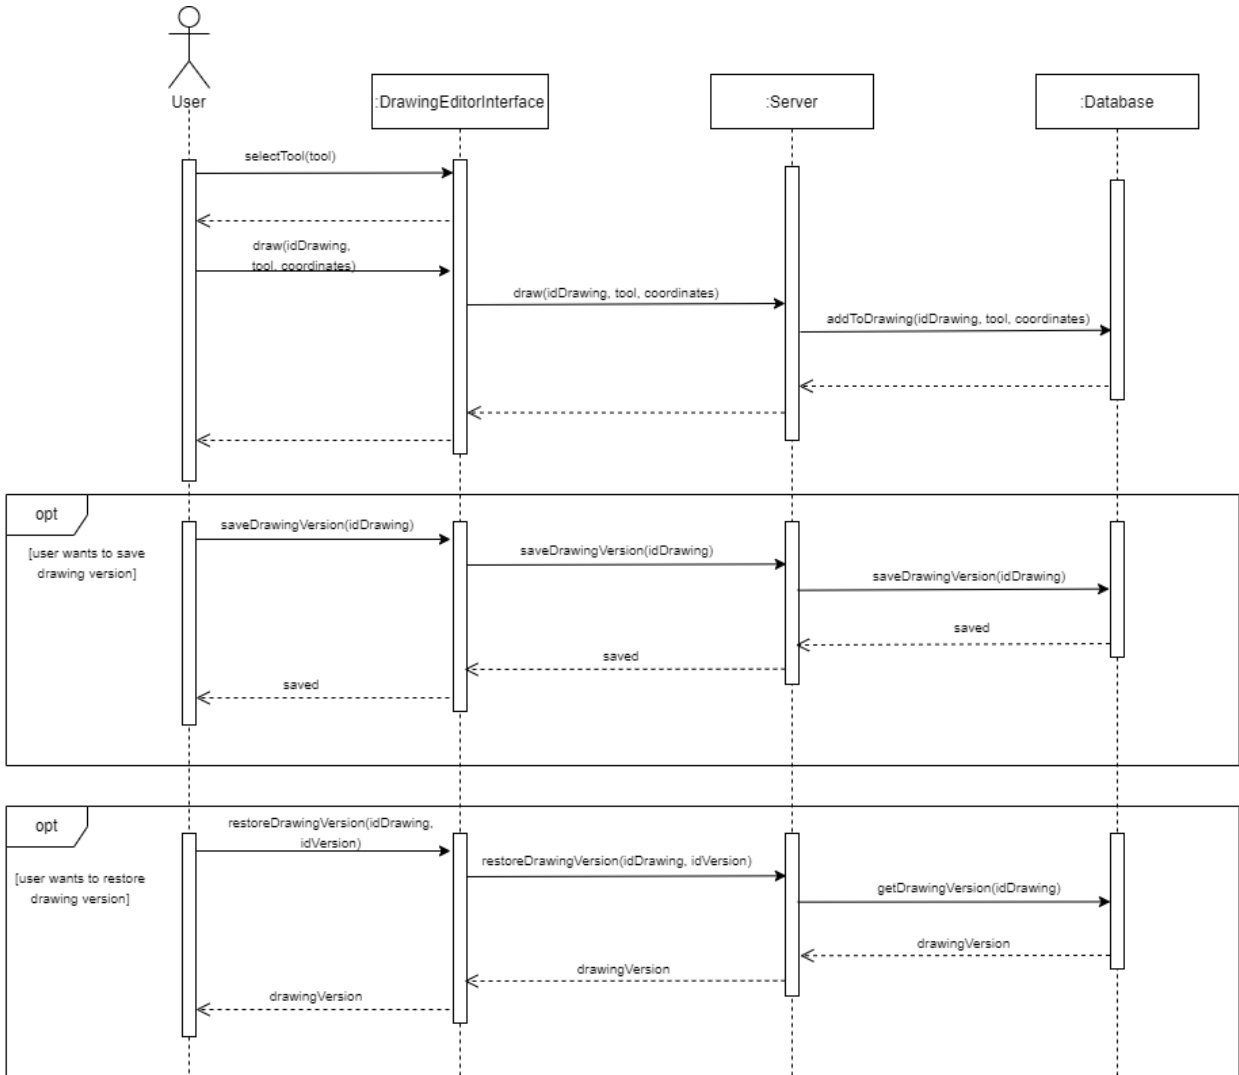 User
:DrawingEditorInterface
:Server
:Database
selectTool(tool)
draw(idDrawing,
tool, coordinates)
draw(idDrawing, tool, coordinates)
addToDrawing(idDrawing, tool, coordinates)
opt
[user wants to save
drawing version]
saveDrawingVersion(idDrawing)
saveDrawingVersion(idDrawing)
saveDrawingVersion(idDrawing)
saved
saved
saved
opt
[user wants to restore
drawing version]
restoreDrawingVersion(idDrawing,
idVersion)
restoreDrawingVersion(idDrawing, idVersion)
getDrawingVersion(idDrawing)
drawingVersion
drawingVersion
drawingVersion